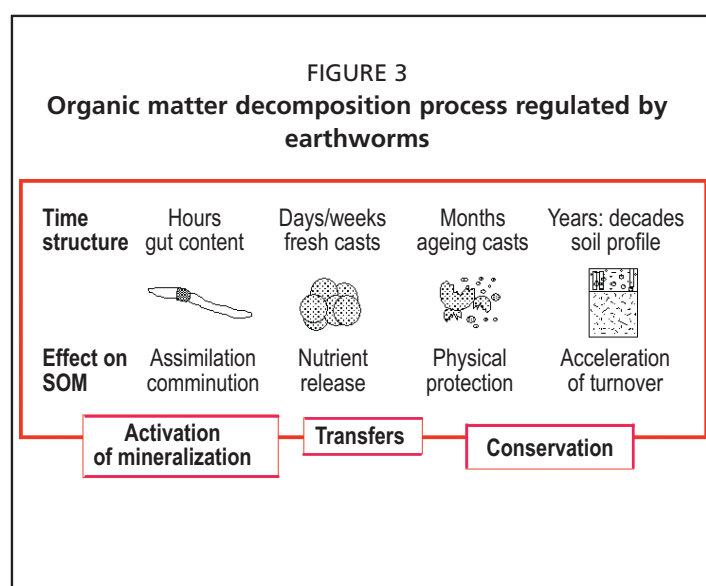 FIGURE 3
Organic matter decomposition process regulated by
earthworms
Time structure
Hours gut content
Days/weeks fresh casts
Months ageing casts
Years: decades soil profile
Effect on SOM
Assimilation comminution
Nutrient release
Physical protection
Acceleration of turnover
Activation
of mineralization
Transfers
Conservation